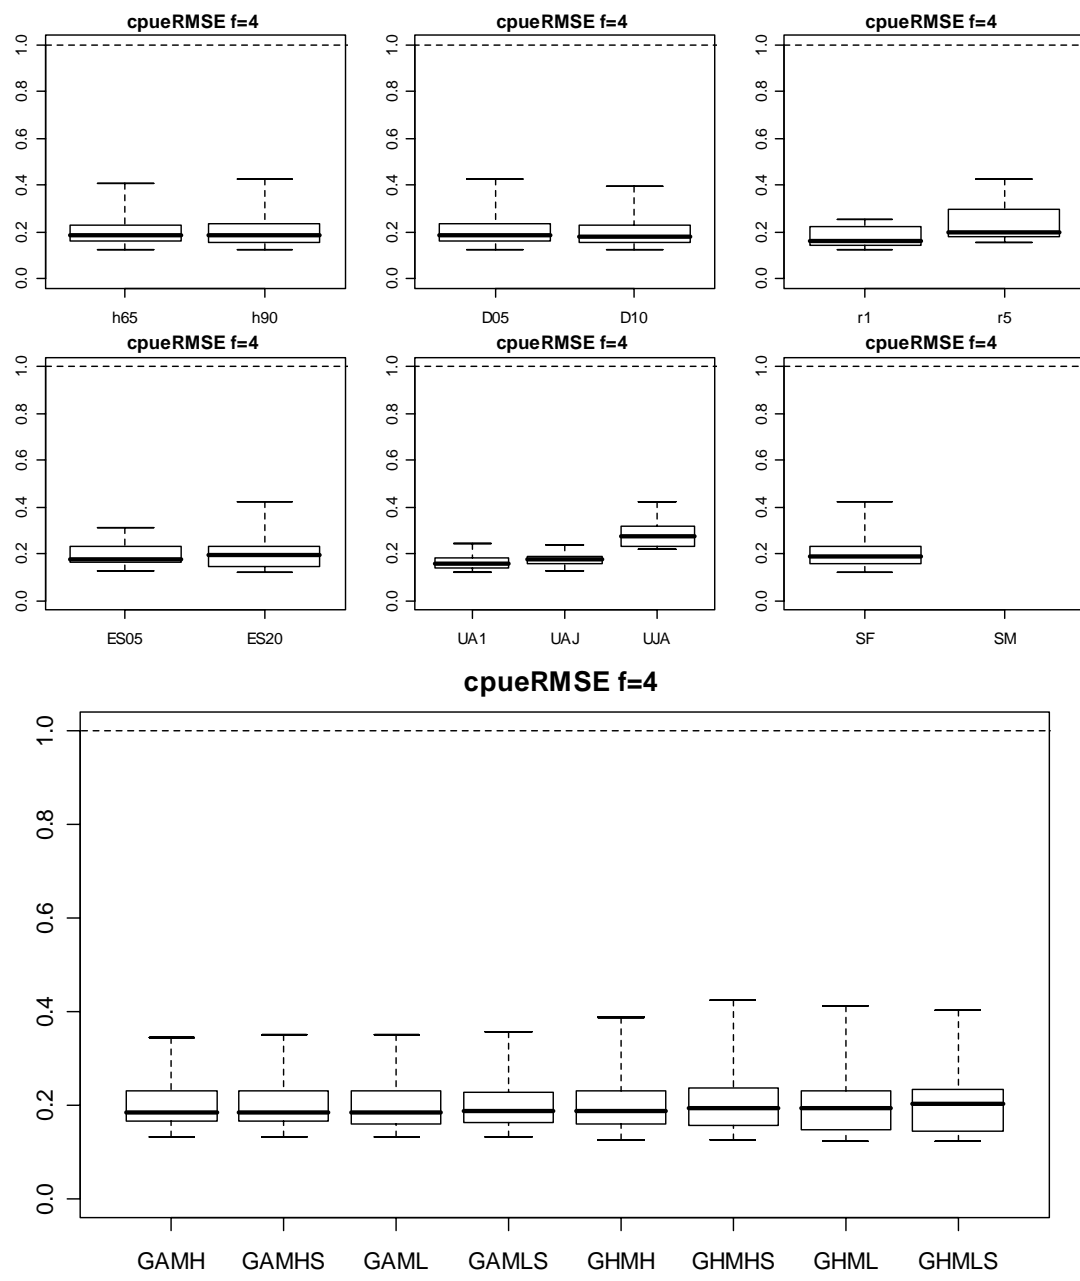 cpueRMSE f=4 cpueRMSE f=4 cpueRMSE f=4
1.0 1.0 1.0
0.8 0.8 0.8
0.6 0.6 0.6
0.4 0.4 0.4
0.2 0.2 0.2
0.0 0.0 0.0
h65 h90 D05 D10 r1 r5
cpueRMSE f=4 cpueRMSE f=4 cpueRMSE f=4
1.0 1.0 1.0
0.8 0.8 0.8
0.6 0.6 0.6
0.4 0.4 0.4
0.2 0.2 0.2
0.0 0.0 0.0
ES05 ES20 UA1 UAJ UJA SF SM
cpueRMSE f=4
1.0
0.8
0.6
0.4
0.2
0.0
GAMH GAMHS GAML GAMLS GHMH GHMHS GHML GHMLS